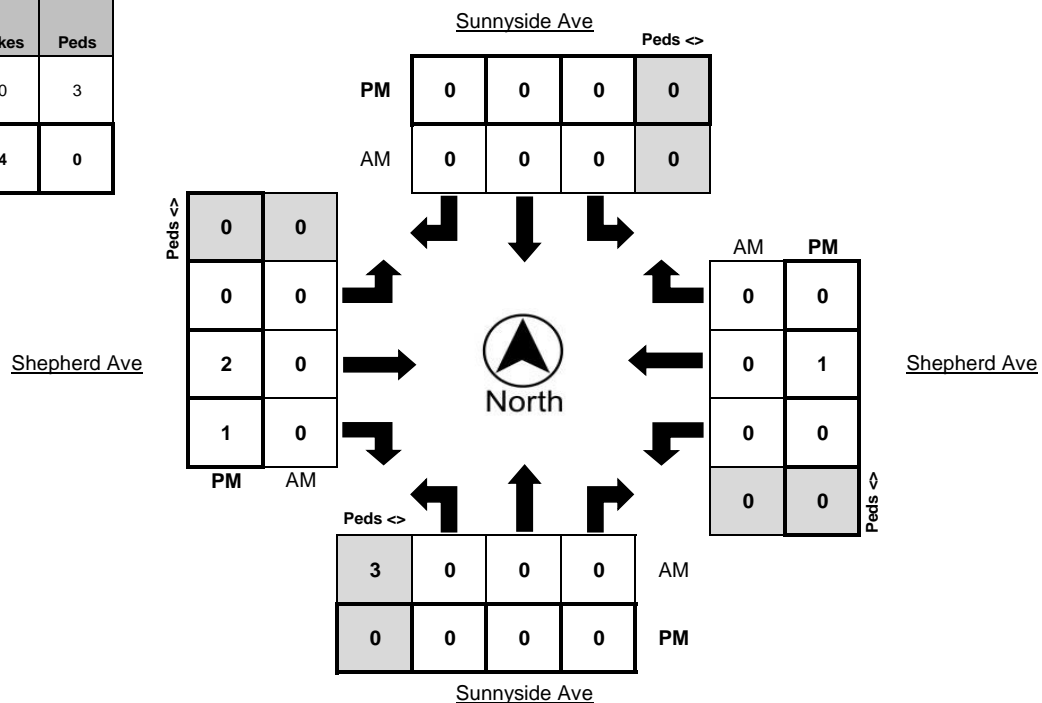 Sunnyside Ave
Peds <>
Peds
0 3
4 0
PM 0 0 0 0
AM 0 0 0 0
Peds <>
0 0
0 0
2 0
1 0
PM AM
Shepherd Ave
North
AM PM
0 0
0 1
0 0
0 0
Peds <>
Shepherd Ave
Peds <>
3 0 0 0 AM
0 0 0 0 PM
Sunnyside Ave